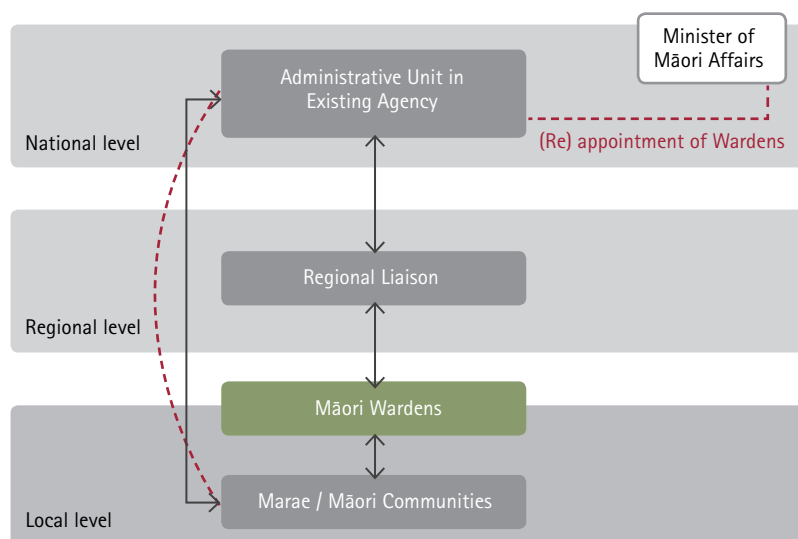 Minister of
Māori Affairs
Administrative Unit in
Existing Agency
(Re) appointment of Wardens
National level
Regional Liaison
Regional level
Māori Wardens
Marae / Māori Communities
Local level